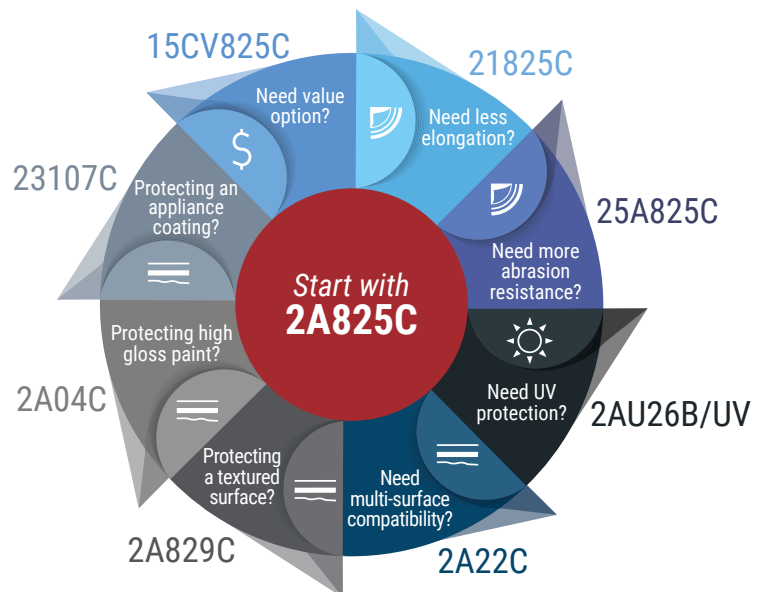 15CV825C
Need value
option?
21825C
Need less
elongation?
25A825C
Need more
abrasion
resistance?
2AU26B/UV
Need UV
protection?
2A22C
Need
multi-surface
compatibility?
2A829C
Protecting
a textured
surface?
2A04C
Protecting high
gloss paint?
23107C
Protecting an
appliance
coating?
$
Start with
2A825C